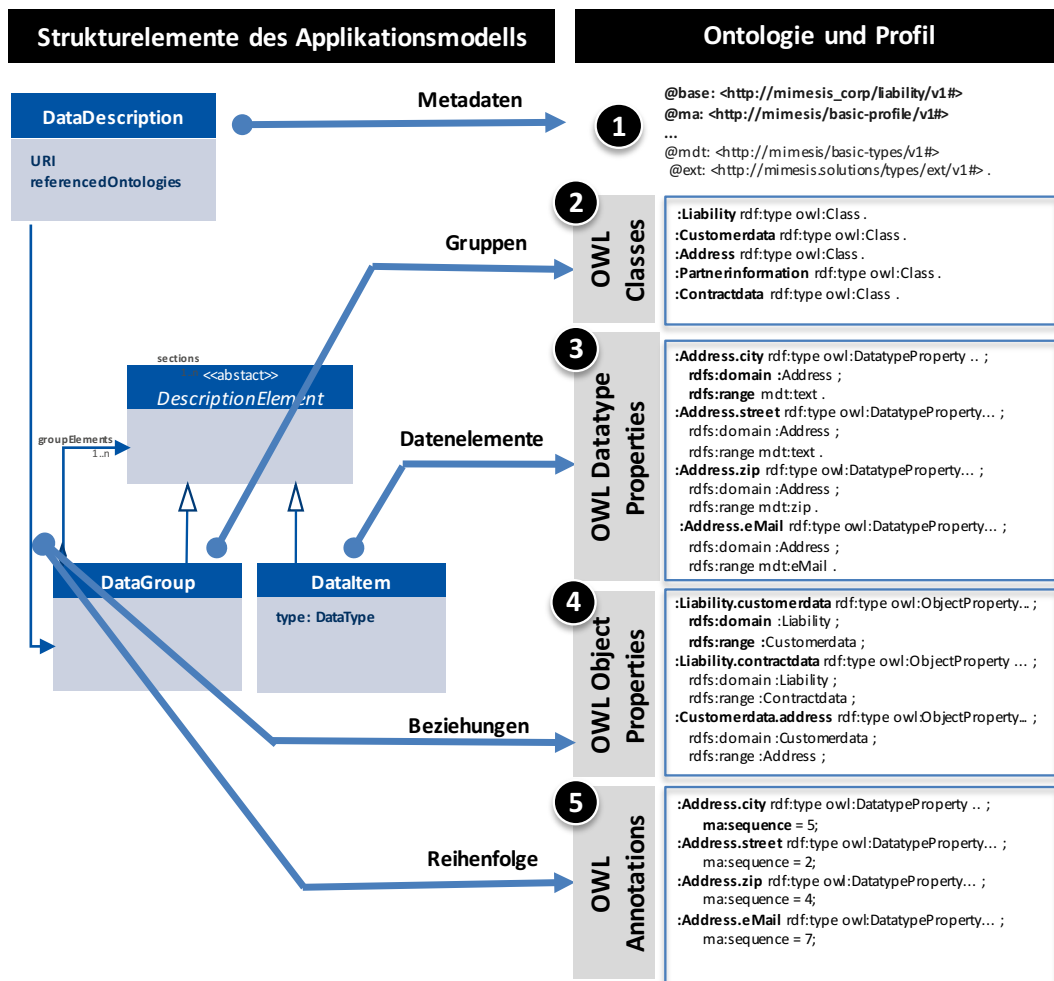 Strukturelemente des Applikationsmodells
Ontologie und Profil
DataDescription
URI
referencedOntologies
Metadaten
1
@base: <http://mimesis_corp/liability/v1#>
@ma: <http://mimesis/basic-profile/v1#>
...
@mdt: <http://mimesis/basic-types/v1#>
@ext: <http://mimesis.solutions/types/ext/v1#> .
Gruppen
2
OWL
Classes
:Liability rdf:type owl:Class .
:Customerdata rdf:type owl:Class .
:Address rdf:type owl:Class .
:Partnerinformation rdf:type owl:Class .
:Contractdata rdf:type owl:Class .
sections
<<abstact>>
DescriptionElement
groupElements
1..n
Datenelemente
3
OWL Datatype
Properties
:Address.city rdf:type owl:DatatypeProperty .. ;
rdfs:domain :Address ;
rdfs:range mdt:text .
:Address.street rdf:type owl:DatatypeProperty... ;
rdfs:domain :Address ;
rdfs:range mdt:text .
:Address.zip rdf:type owl:DatatypeProperty... ;
rdfs:domain :Address ;
rdfs:range mdt:zip .
:Address.eMail rdf:type owl:DatatypeProperty... ;
rdfs:domain :Address ;
rdfs:range mdt:eMail .
DataGroup
DataItem
type: DataType
Beziehungen
4
OWL Object
Properties
:Liability.customerdata rdf:type owl:ObjectProperty... ;
rdfs:domain :Liability ;
rdfs:range :Customerdata ;
:Liability.contractdata rdf:type owl:ObjectProperty ... ;
rdfs:domain :Liability ;
rdfs:range :Contractdata ;
:Customerdata.address rdf:type owl:ObjectProperty... ;
rdfs:domain :Customerdata ;
rdfs:range :Address ;
Reihenfolge
5
OWL
Annotations
:Address.city rdf:type owl:DatatypeProperty .. ;
ma:sequence = 5;
:Address.street rdf:type owl:DatatypeProperty... ;
ma:sequence = 2;
:Address.zip rdf:type owl:DatatypeProperty... ;
ma:sequence = 4;
:Address.eMail rdf:type owl:DatatypeProperty... ;
ma:sequence = 7;